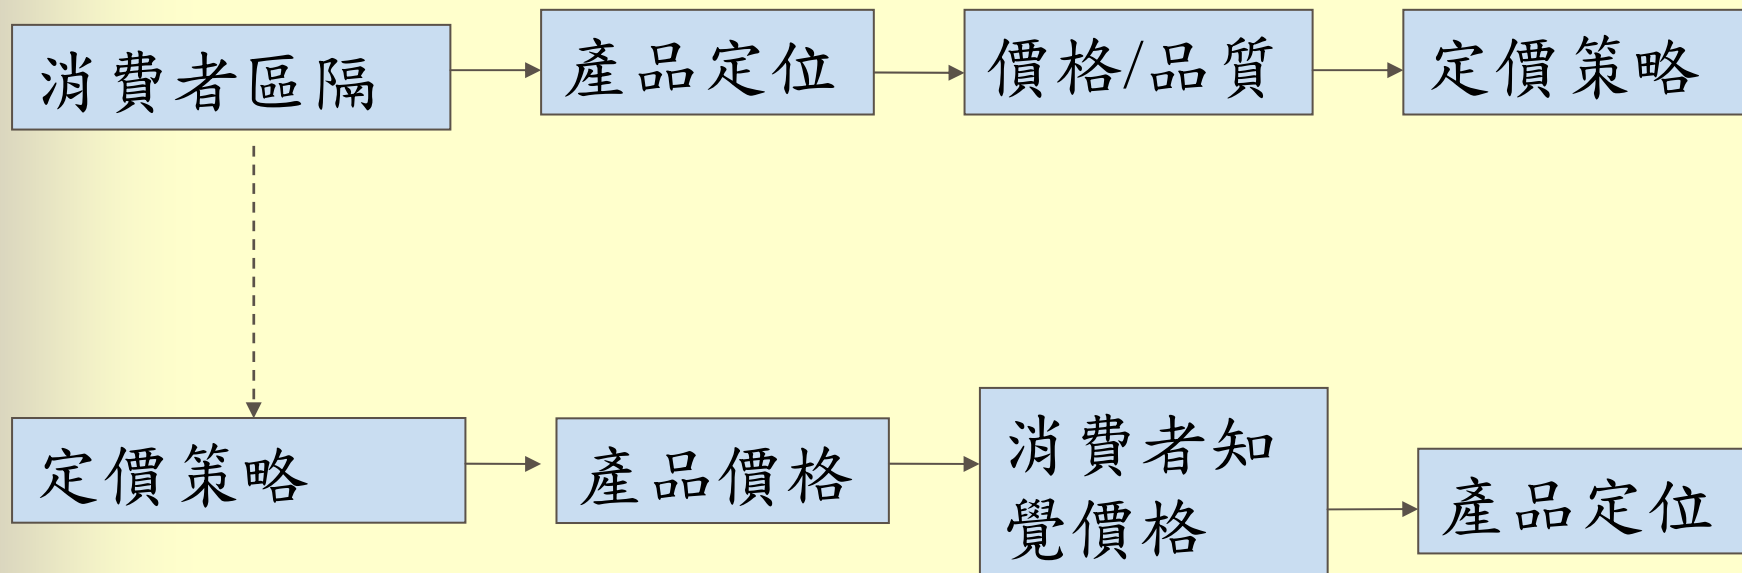 消費者區隔
產品定位
價格/品質
定價策略
定價策略
產品價格
消費者知
覺價格
產品定位